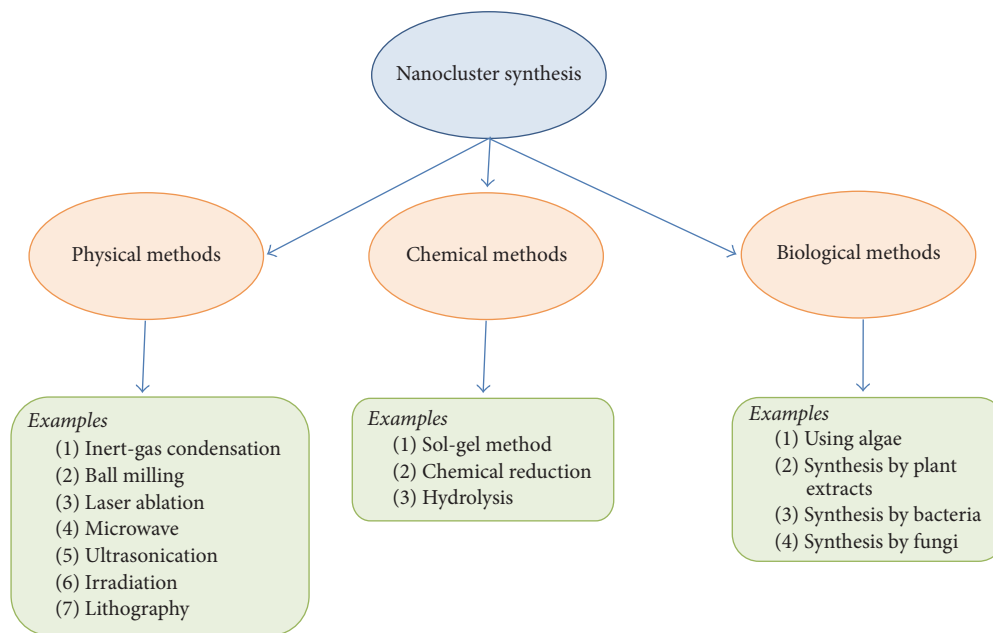 Nanocluster synthesis
Physical methods
Chemical methods
Biological methods
Examples
(1) Inert-gas condensation
(2) Ball milling
(3) Laser ablation
(4) Microwave
(5) Ultrasonication
(6) Irradiation
(7) Lithography
Examples
(1) Sol-gel method
(2) Chemical reduction
(3) Hydrolysis
Examples
(1) Using algae
(2) Synthesis by plant
extracts
(3) Synthesis by bacteria
(4) Synthesis by fungi